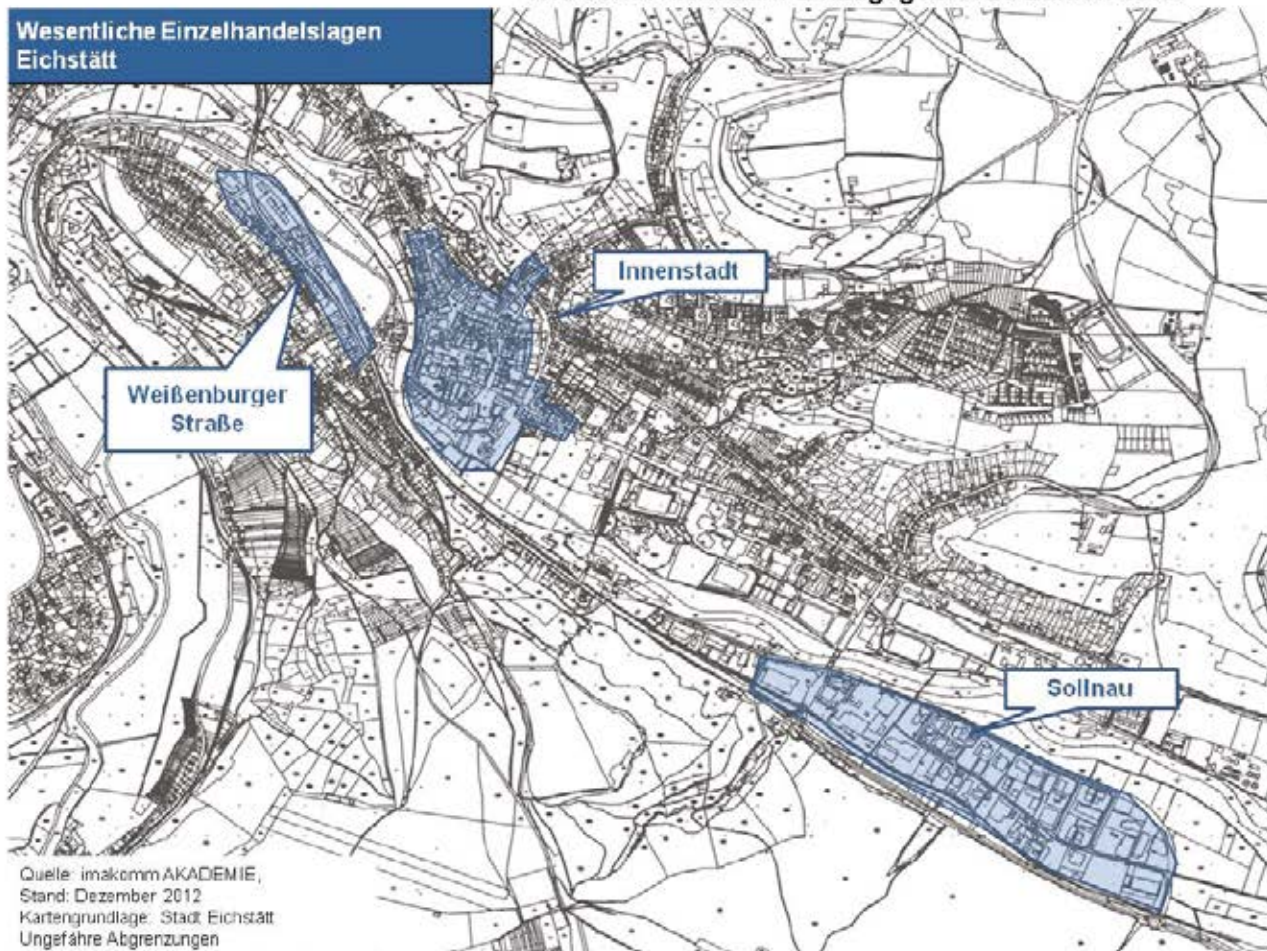 Wesentliche Einzelhandelslagen
Eichstätt
Innenstadt
Weißenburger
Straße
Sollnau
Quelle: imakomm AKADEMIE,
Stand: Dezember 2012
Kartengrundlage: Stadt Eichstätt
Ungefähre Abgrenzungen